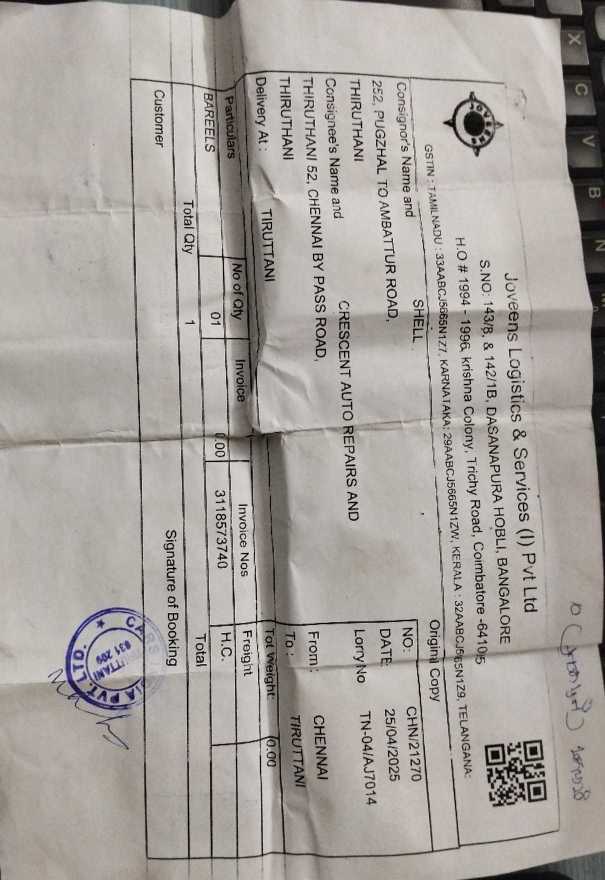 Joveens Logistics & Services (I) Pvt Ltd
S.NO: 143/8, & 142/1B, DASANAPURA HOBLI, BANGALORE
H.O # 1994 - 1996, krishna Colony, Trichy Road, Coimbatore -641045
GSTIN : TAMILNADU : 33AABCJ5665N1Z7, KARNATAKA: 29AABCJ5665N1ZW, KERALA : 32AABCJ5665N1Z9, TELANGANA:
JOVEENS
Original Copy
Consignor's Name and SHELL
252, PUGZHAL TO AMBATTUR ROAD,
THIRUTHANI
NO: CHN/21270
DATE: 25/04/2025
Lorry No TN-04/AJ7014
Consignee's Name and CRESCENT AUTO REPAIRS AND
THIRUTHANI 52, CHENNAI BY PASS ROAD,
THIRUTHANI
From : CHENNAI
To : TIRUTTANI
Delivery At : TIRUTTANI
Tot Weight: 0.00
Particulars No of Qty Invoice Invoice Nos Freight
BAREELS 01 0.00 3118573740 H.C.
Total Qty 1 Total
Customer Signature of Booking
CARS
PVT. LTD.